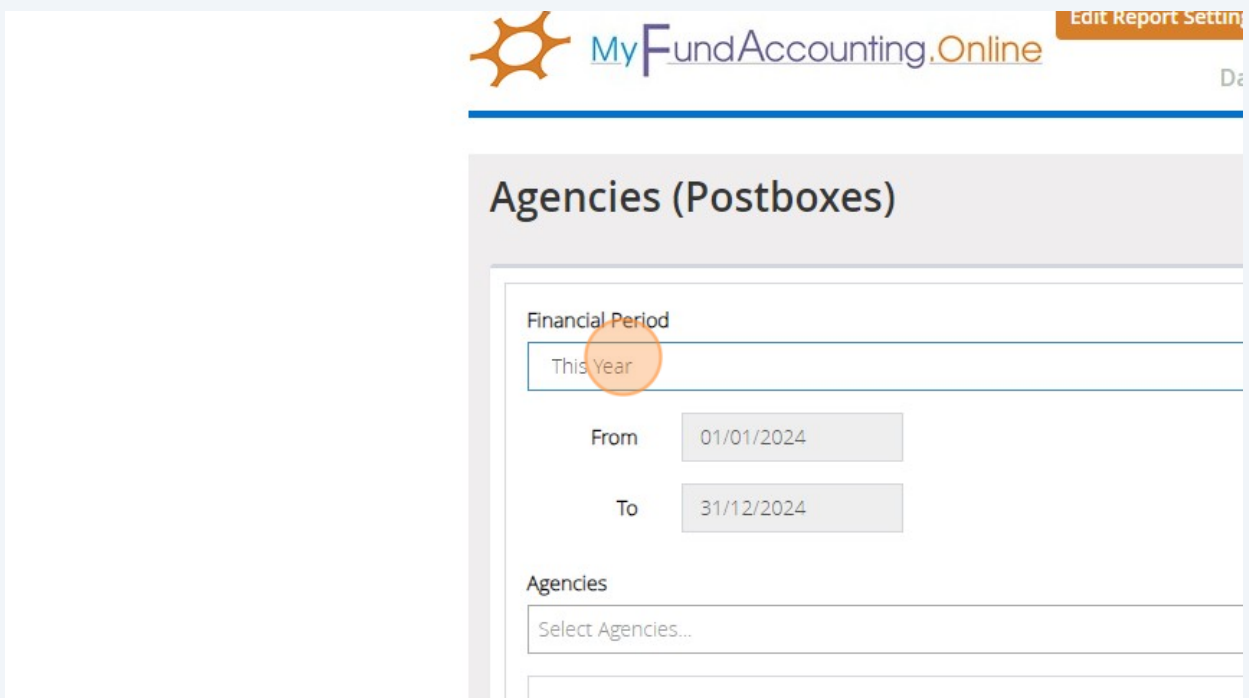 Edit Report Setting
MyFundAccounting.Online
Da
Agencies (Postboxes)
Financial Period
This Year
From 01/01/2024
To 31/12/2024
Agencies
Select Agencies...